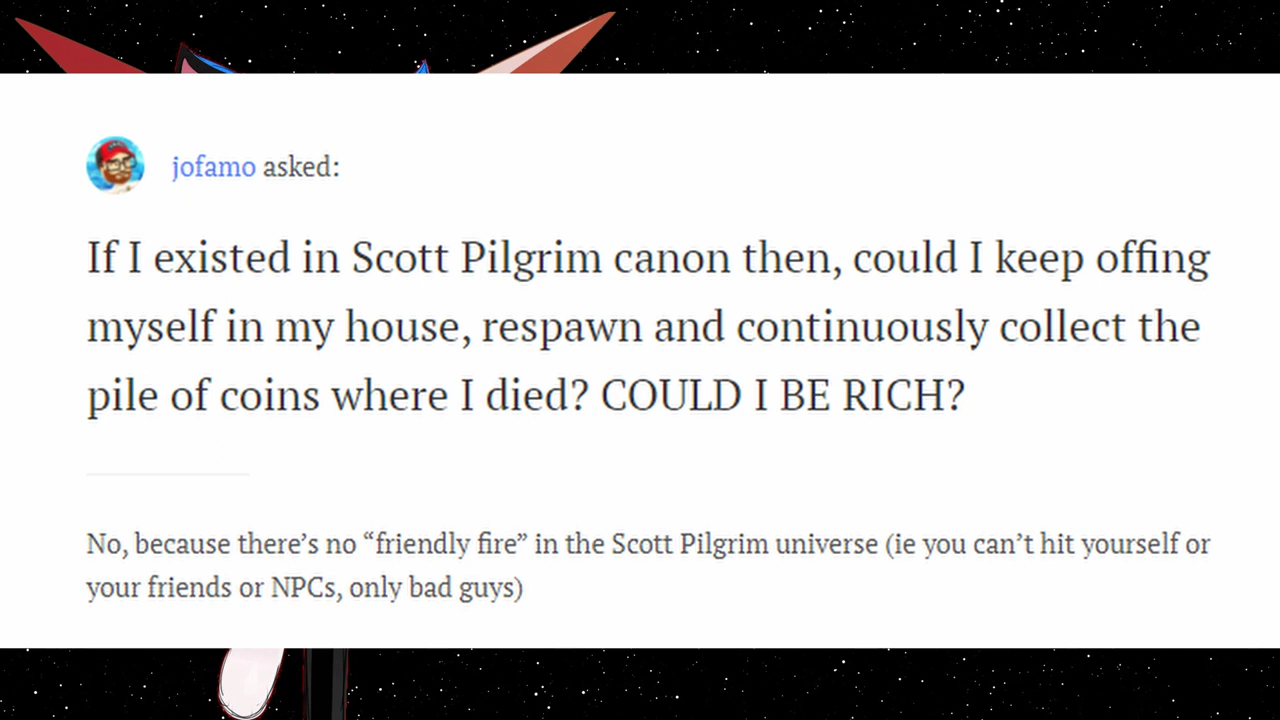 jofamo asked:
If I existed in Scott Pilgrim canon then, could I keep offing
myself in my house, respawn and continuously collect the
pile of coins where I died? COULD I BE RICH?
No, because there’s no “friendly fire” in the Scott Pilgrim universe (ie you can’t hit yourself or
your friends or NPCs, only bad guys)